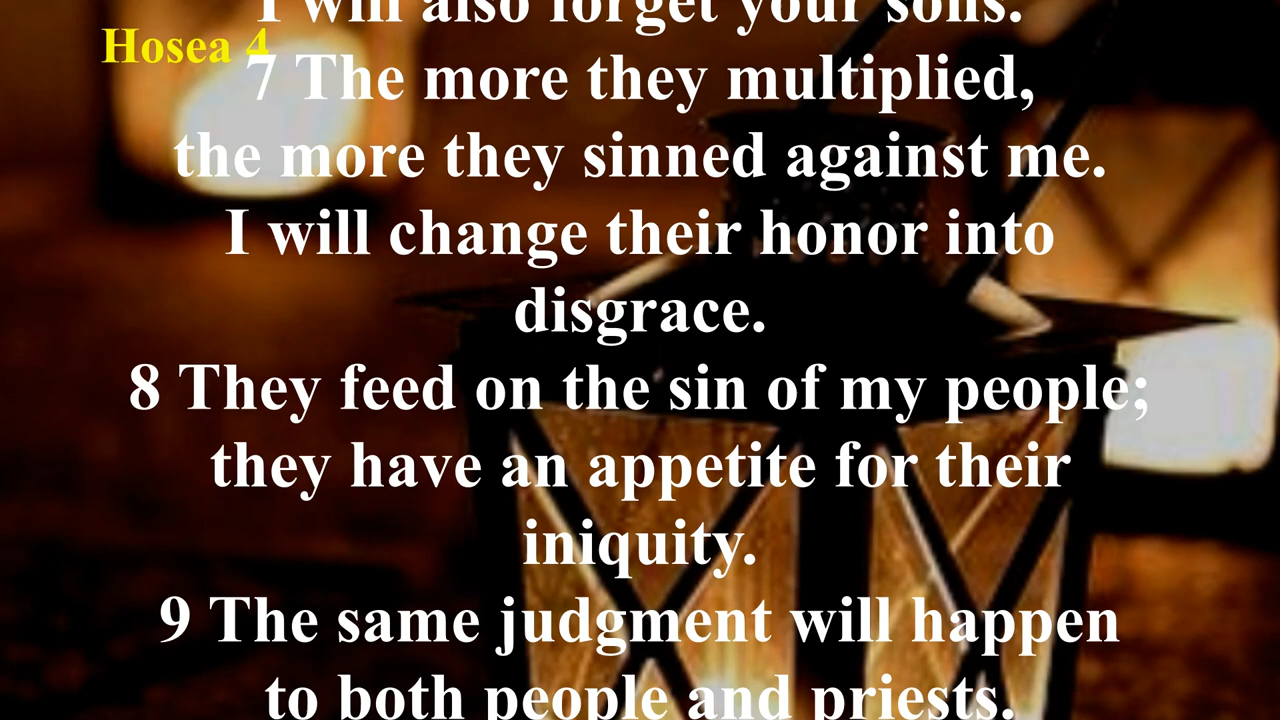 I will also forget your sons.
Hosea 4
7 The more they multiplied,
the more they sinned against me.
I will change their honor into
disgrace.
8 They feed on the sin of my people;
they have an appetite for their
iniquity.
9 The same judgment will happen
to both people and priests.